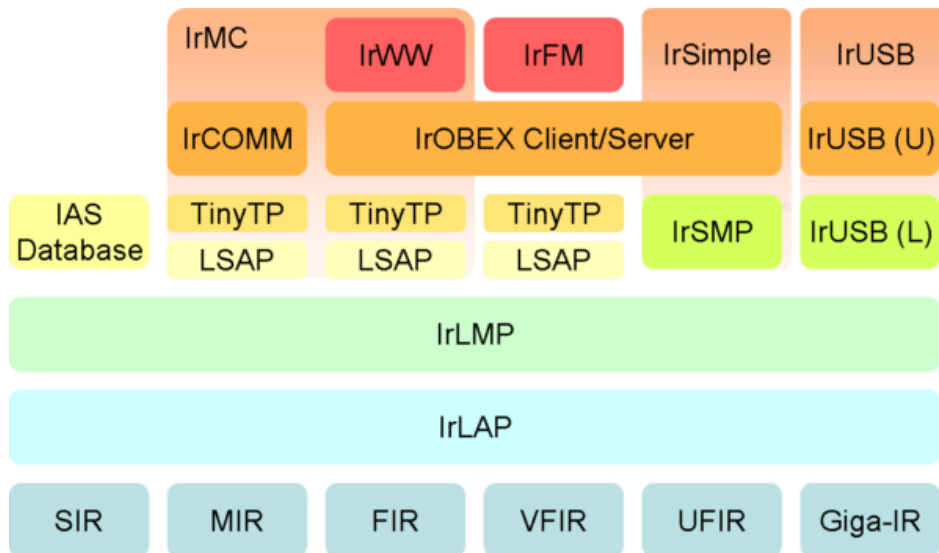 IrMC
IrWW
IrFM
IrSimple
IrUSB
IrCOMM
IrOBEX Client/Server
IrUSB (U)
IAS
Database
TinyTP
TinyTP
TinyTP
IrSMP
IrUSB (L)
LSAP
LSAP
LSAP
IrLMP
IrLAP
SIR
MIR
FIR
VFIR
UFIR
Giga-IR